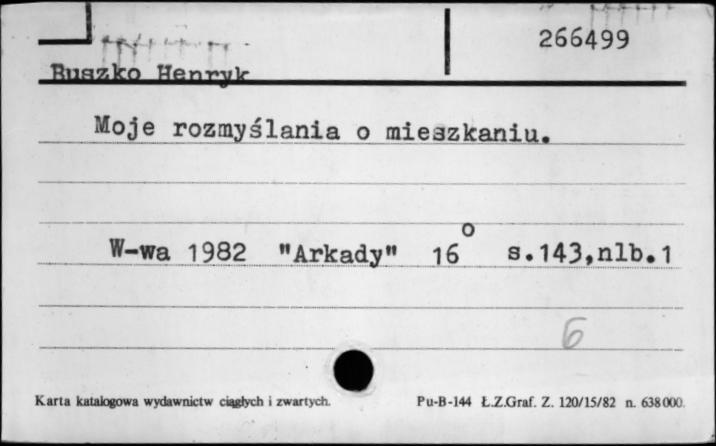 266499
Buszko Henryk
Moje rozmyślania o mieszkaniu.
W-wa 1982 "Arkady" 16° s.143,nlb.1
6
Karta katalogowa wydawnictw ciągłych i zwartych. Pu-B-144 Ł.Z.Graf. Z. 120/15/82 n. 638000.